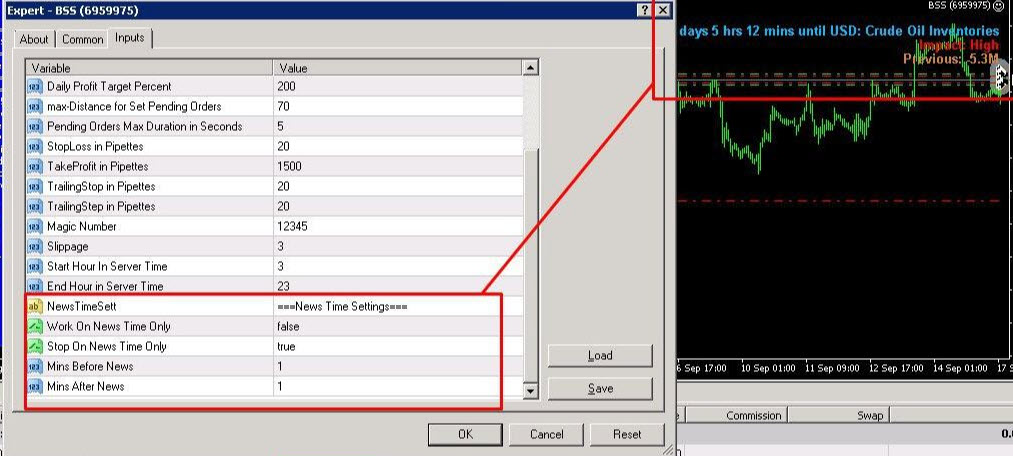 Expert - BSS (6959975)
About Common Inputs
Variable Value
Daily Profit Target Percent 200
max-Distance for Set Pending Orders 70
Pending Orders Max Duration in Seconds 5
StopLoss in Pipettes 20
TakeProfit in Pipettes 1500
TrailingStop in Pipettes 20
TrailingStep in Pipettes 20
Magic Number 12345
Slippage 3
Start Hour In Server Time 3
End Hour in Server Time 23
NewsTimeSett ===News Time Settings===
Work On News Time Only false
Stop On News Time Only true
Mins Before News 1
Mins After News 1
Load
Save
OK Cancel Reset
BSS (6959975)
days 5 hrs 12 mins until USD: Crude Oil Inventories
Impact: High
Previous: -5.3M
6 Sep 17:00 10 Sep 01:00 11 Sep 09:00 12 Sep 17:00 14 Sep 01:00 17 S
Commission Swap
0.